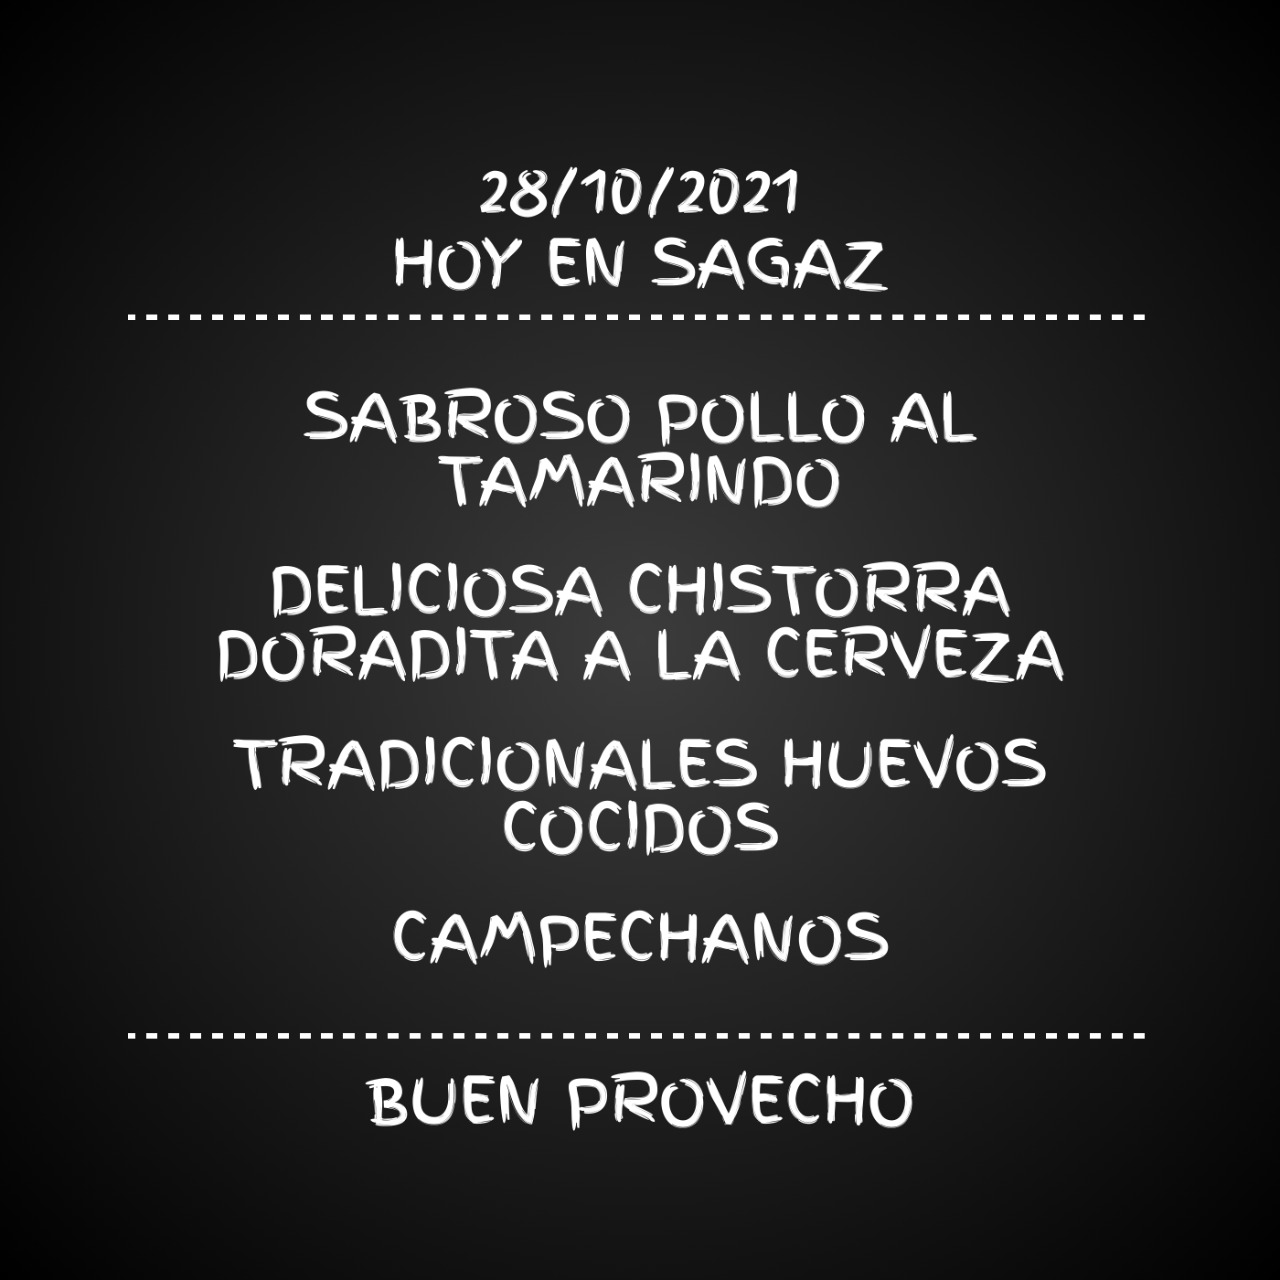 28/10/2021
HOY EN SAGAZ
SABROSO POLLO AL
TAMARINDO
DELICIOSA CHISTORRA
DORADITA A LA CERVEZA
TRADICIONALES HUEVOS
COCIDOS
CAMPECHANOS
BUEN PROVECHO